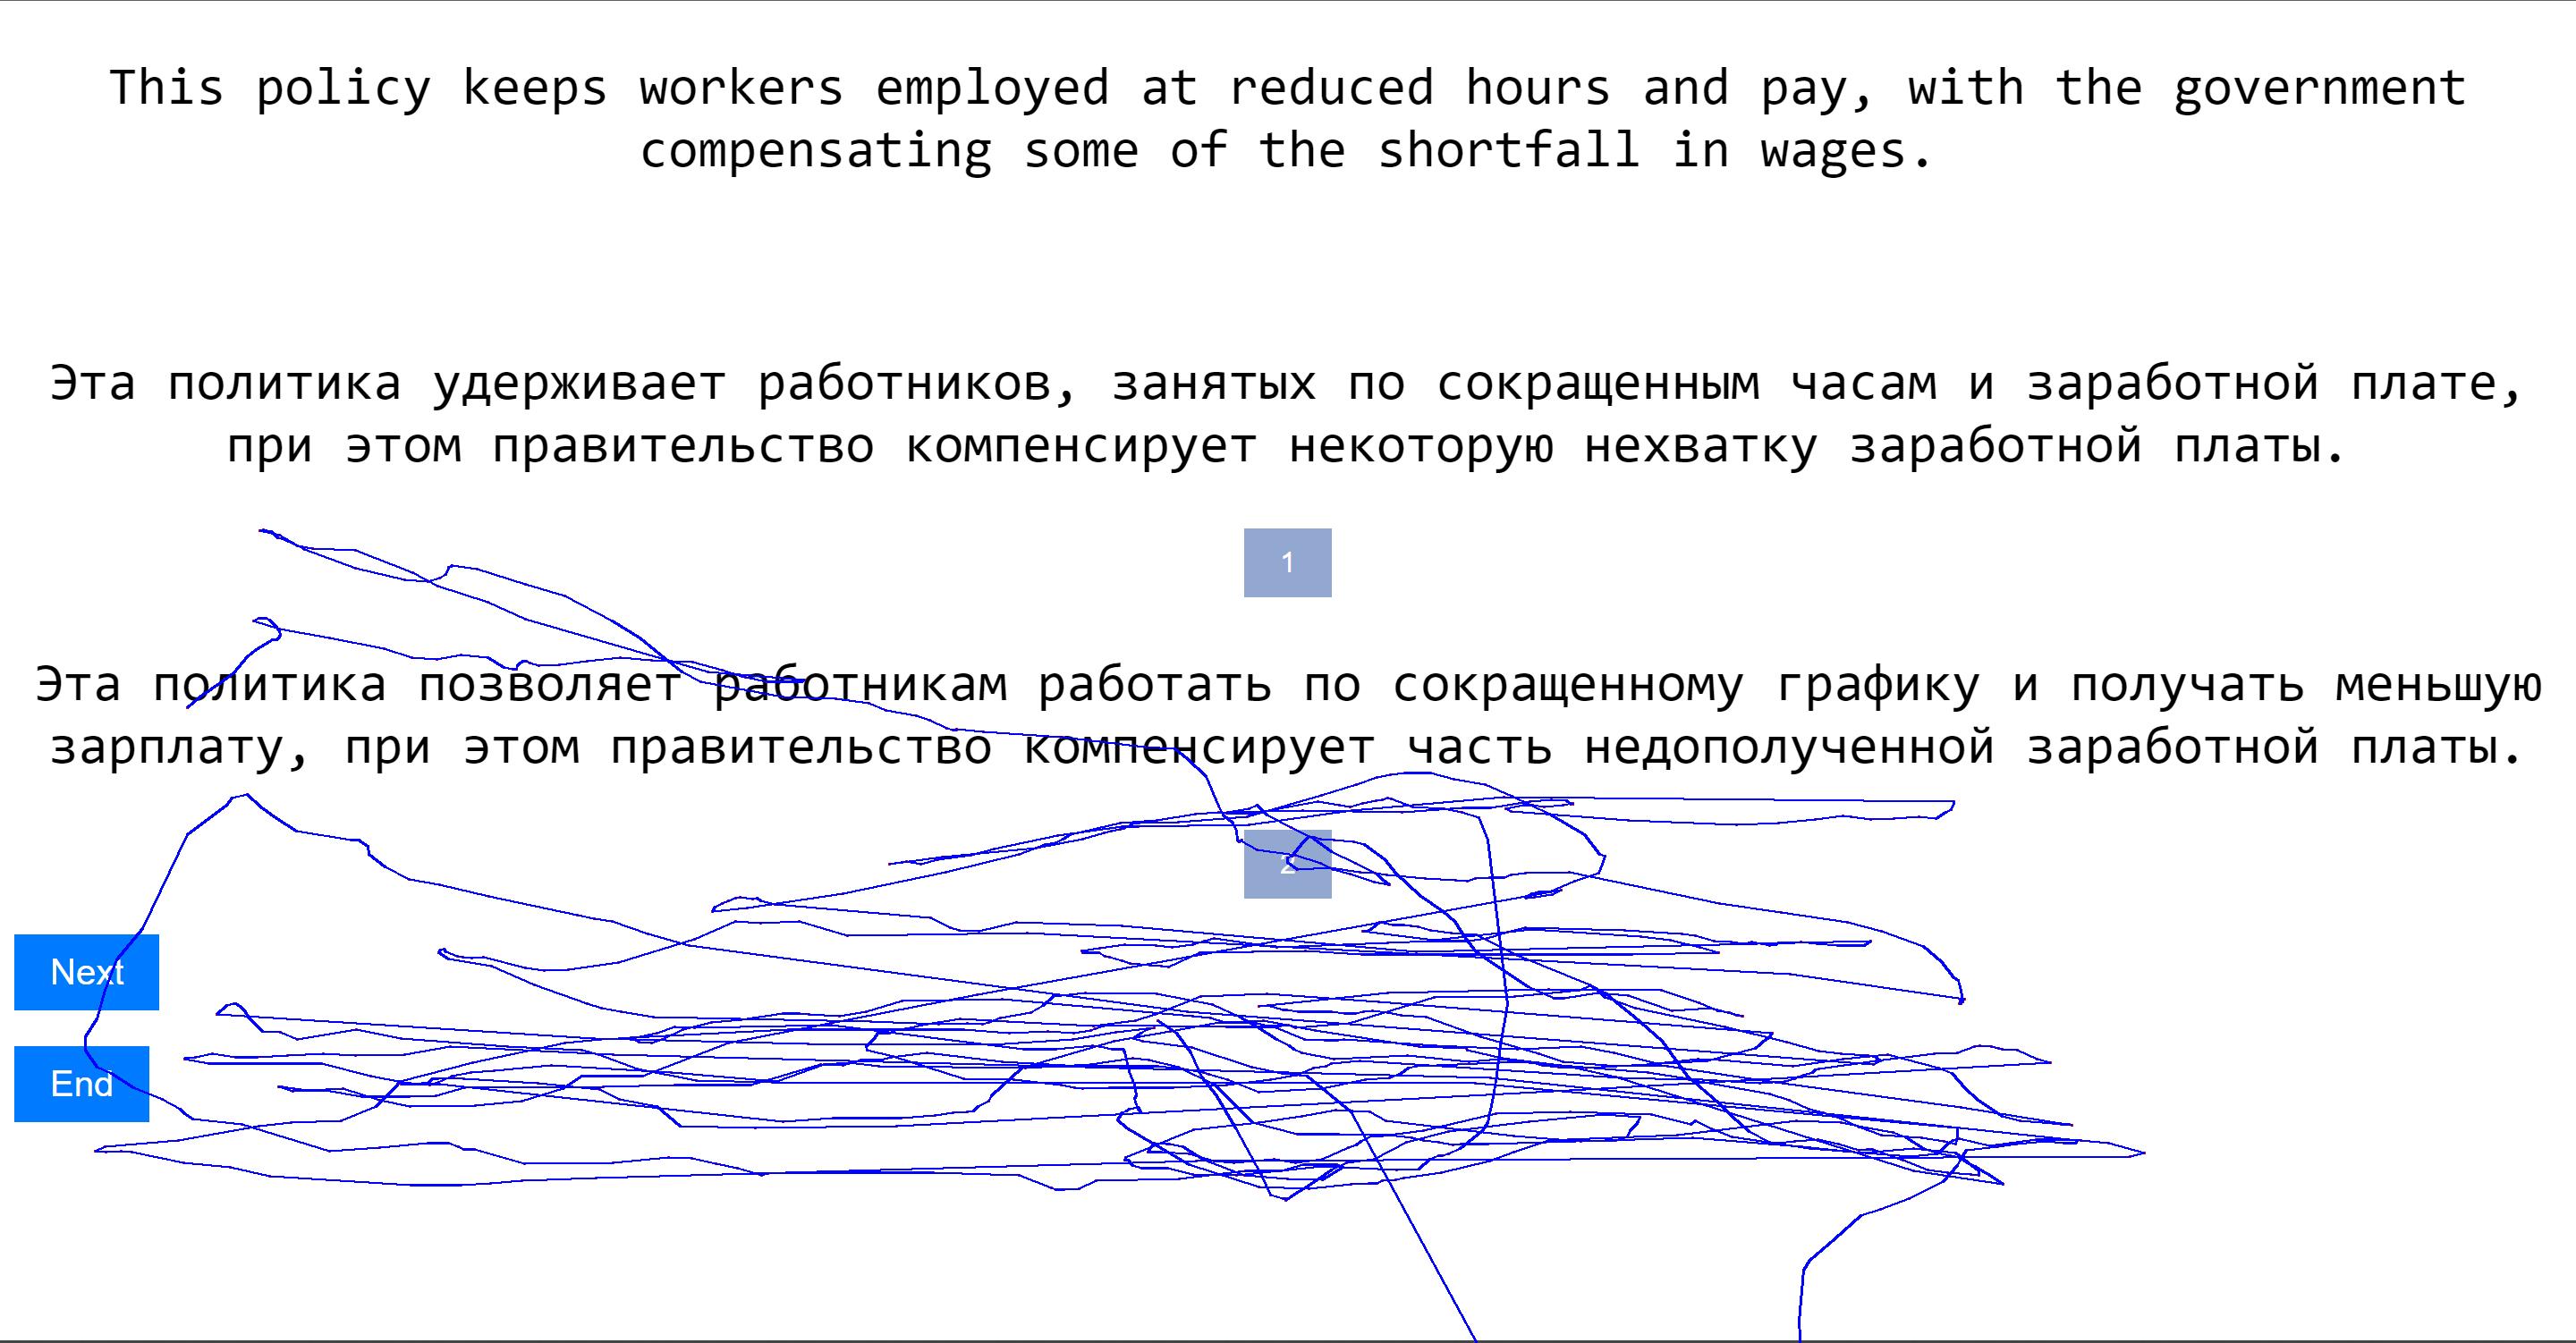 This policy keeps workers employed at reduced hours and pay, with the government
compensating some of the shortfall in wages.
Эта политика удерживает работников, занятых по сокращенным часам и заработной плате,
при этом правительство компенсирует некоторую нехватку заработной платы.
1
Эта политика позволяет работникам работать по сокращенному графику и получать меньшую
зарплату, при этом правительство компенсирует часть недополученной заработной платы.
2
Next
End